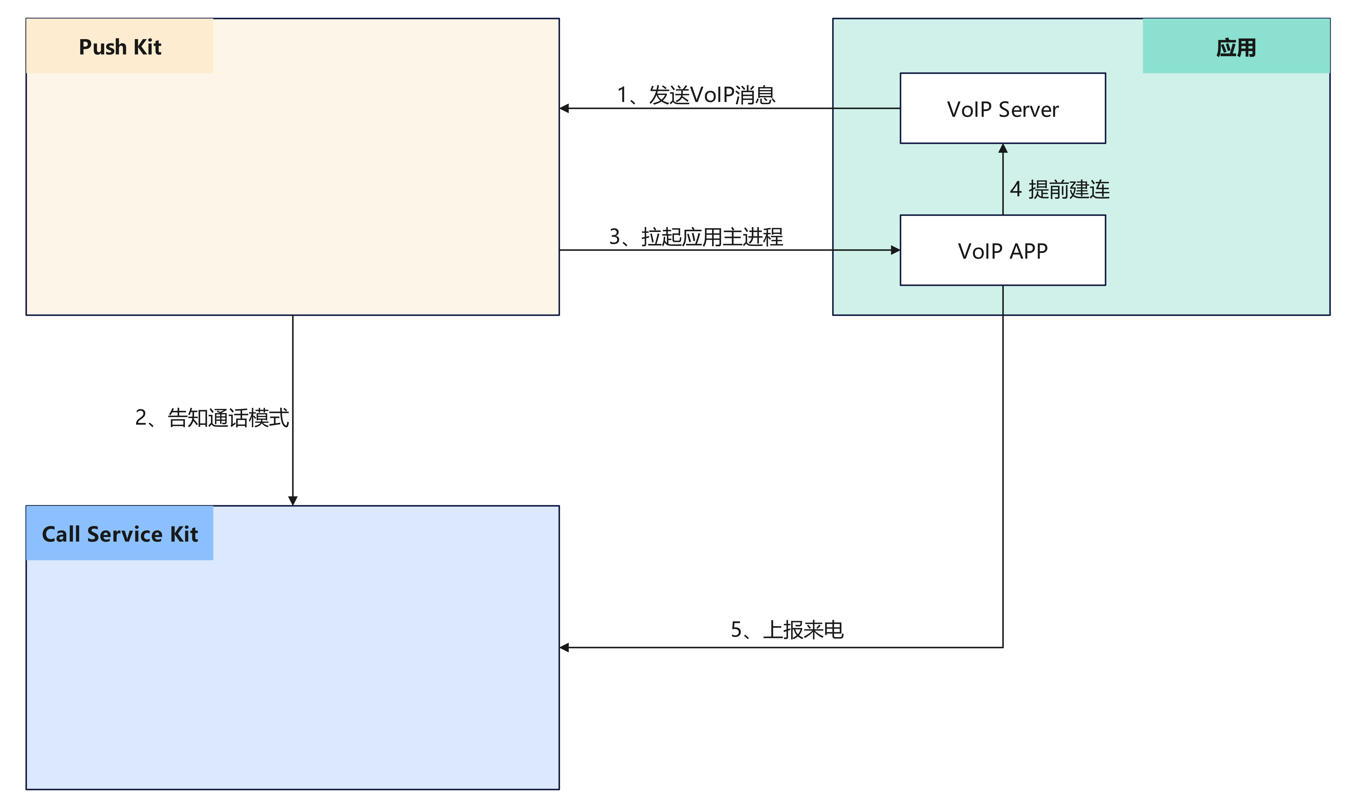 Push Kit
应用
1、发送VoIP消息
VoIP Server
4 提前建连
3、拉起应用主进程
VoIP APP
2、告知通话模式
Call Service Kit
5、上报来电